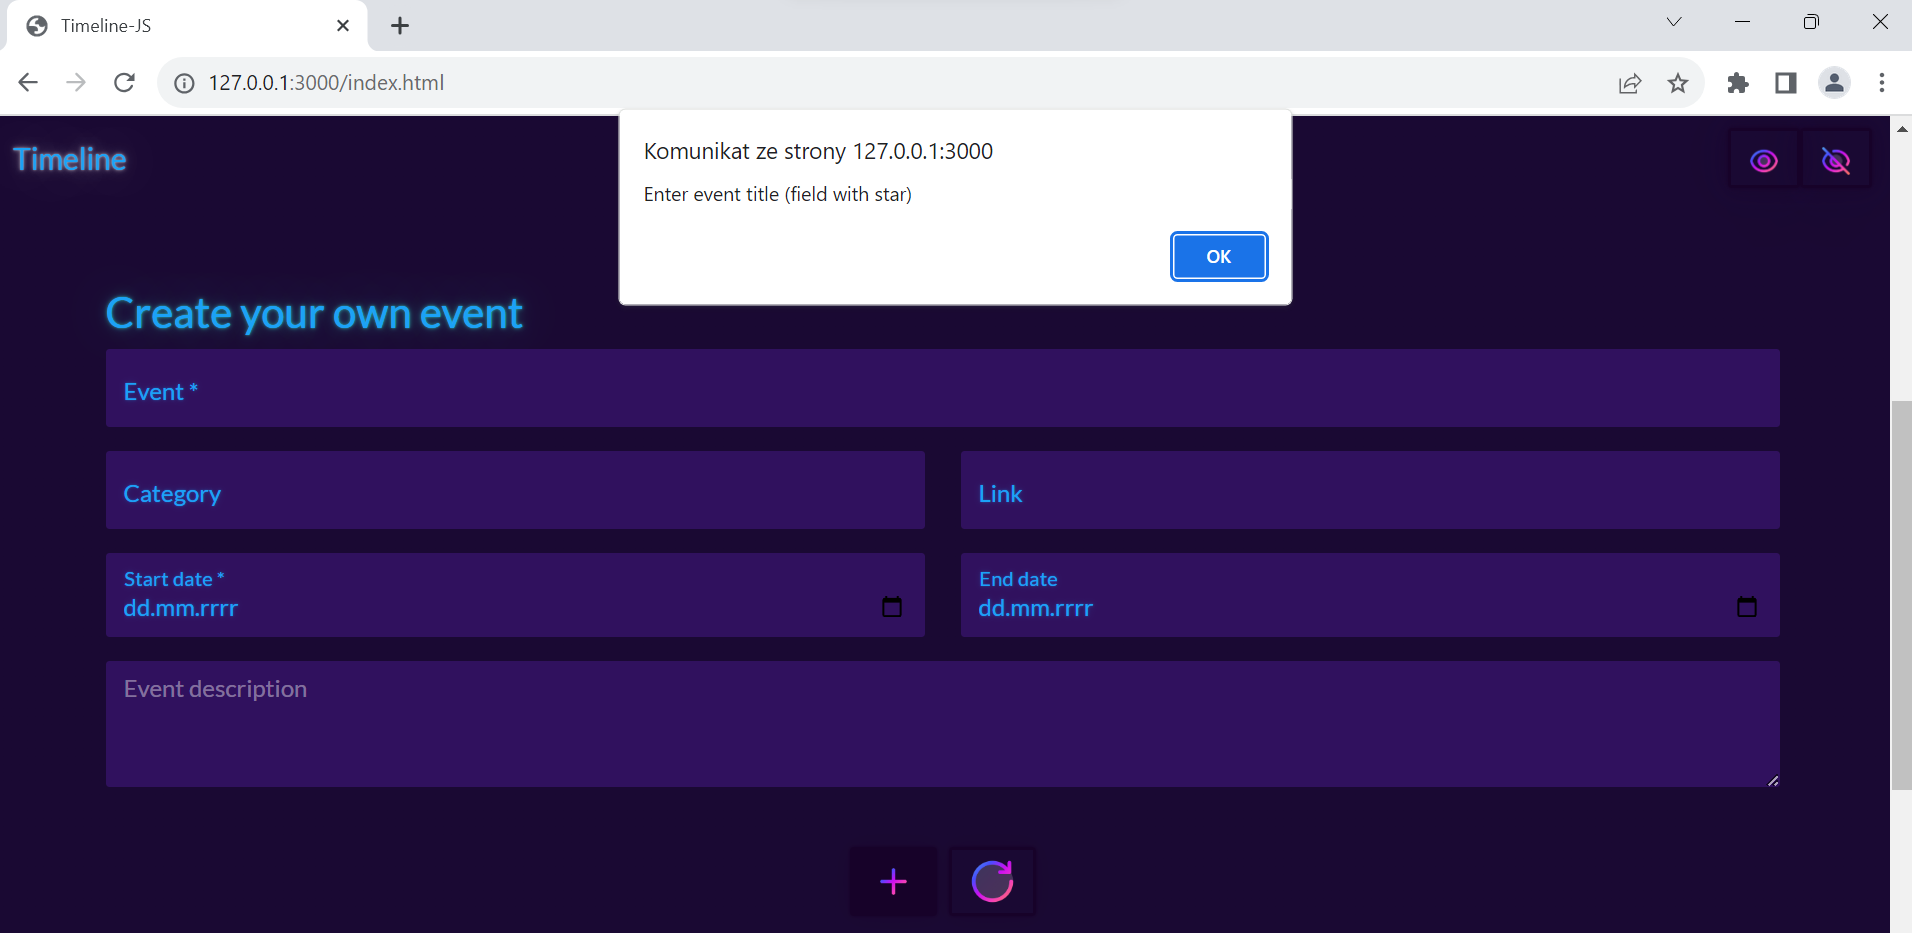 Timeline-JS
127.0.0.1:3000/index.html
Timeline
Komunikat ze strony 127.0.0.1:3000
Enter event title (field with star)
OK
Create your own event
Event *
Category
Link
Start date *
dd.mm.rrrr
End date
dd.mm.rrrr
Event description